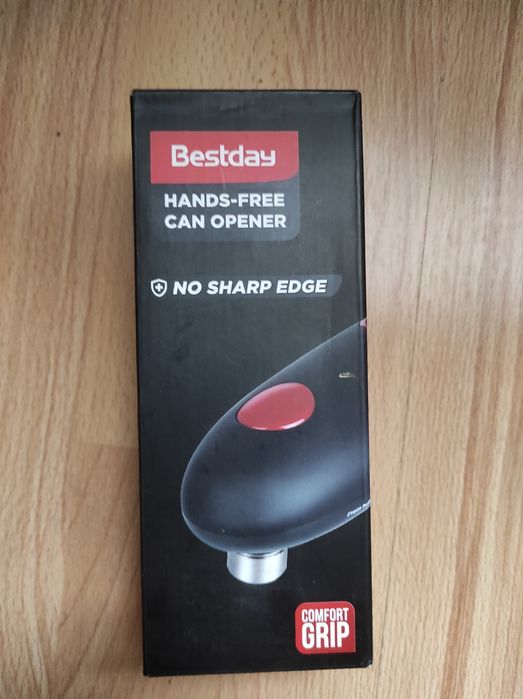 Bestday
HANDS-FREE
CAN OPENER
NO SHARP EDGE
COMFORT
GRIP